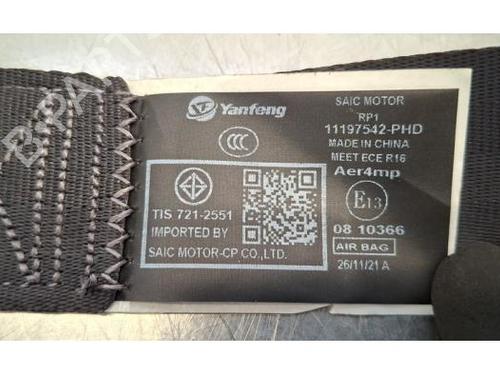 Yanfeng
CCC
TIS 721-2551
IMPORTED BY
SAIC MOTOR-CP CO.,LTD.
SAIC MOTOR
RP1
11197542-PHD
MADE IN CHINA
MEET ECE R16
Aer4mp
E13
08 10366
AIR BAG
26/11/21 A